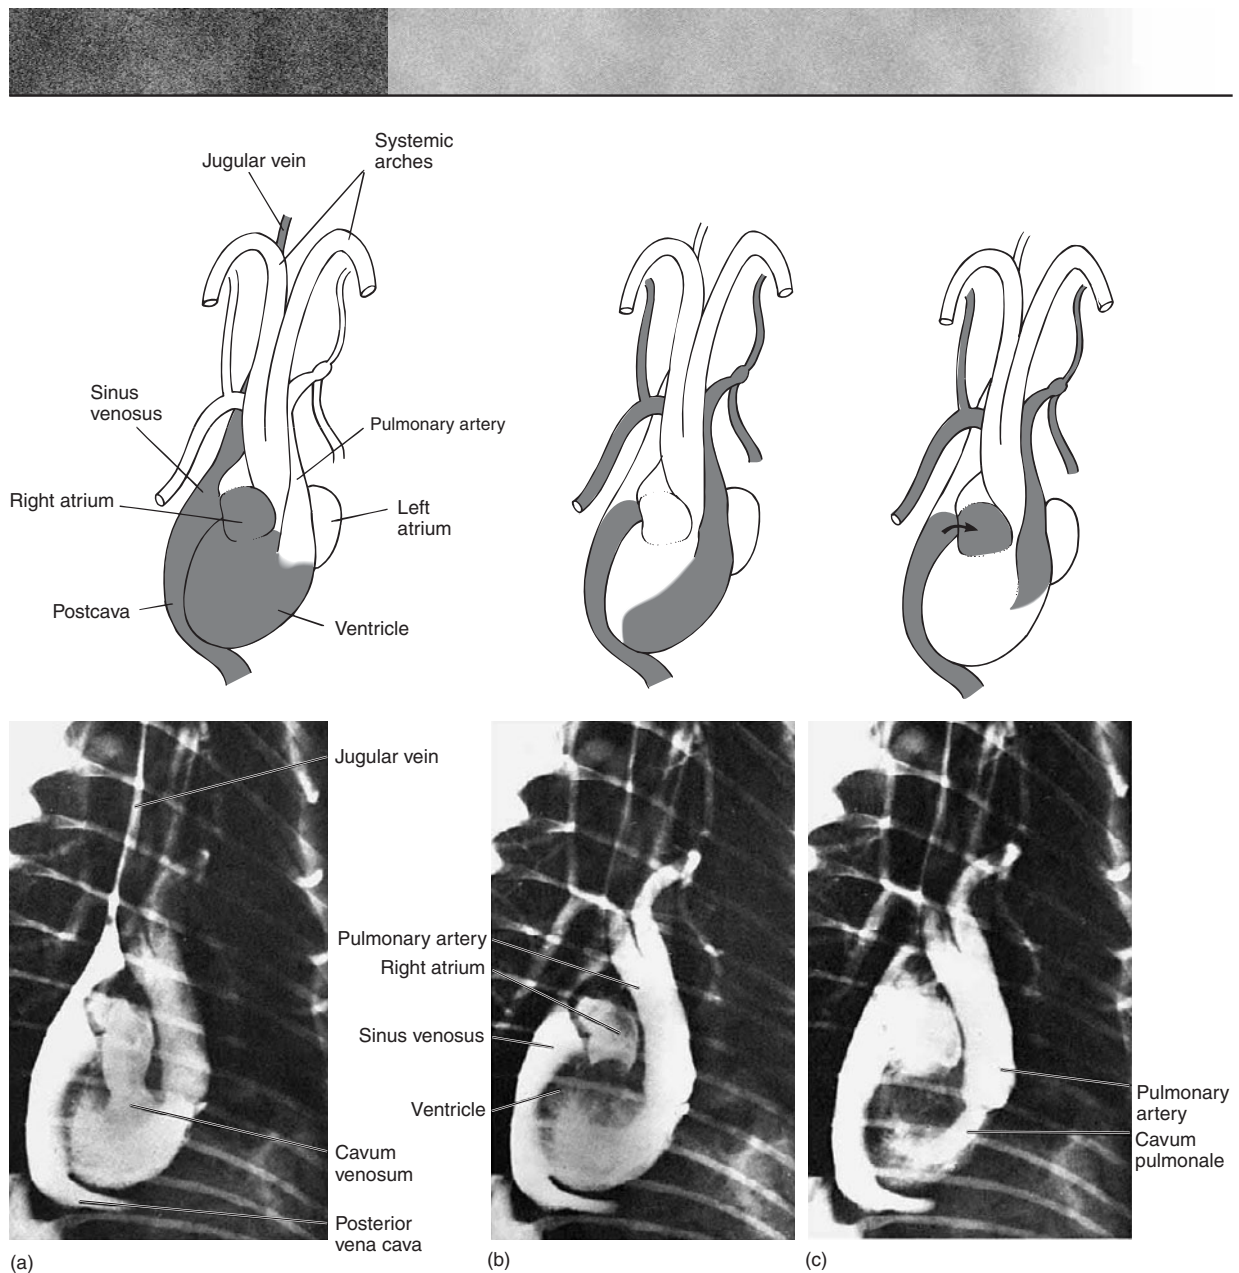 Systemic
arches
Jugular vein
Sinus
venosus
Pulmonary artery
Right atrium
Left
atrium
Postcava
Ventricle
Jugular vein
Pulmonary artery
Right atrium
Sinus venosus
Ventricle
Pulmonary
artery
Cavum
pulmonale
Cavum
venosum
Posterior
vena cava
(a)
(b)
(c)